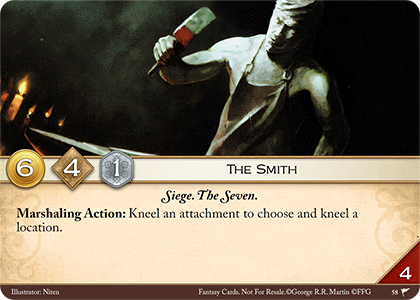 6 4 1 The Smith
Siege. The Seven.
Marshaling Action: Kneel an attachment to choose and kneel a
location.
4
Illustrator: Niten Fantasy Cards. Not For Resale.©George R.R. Martin ©FFG 58